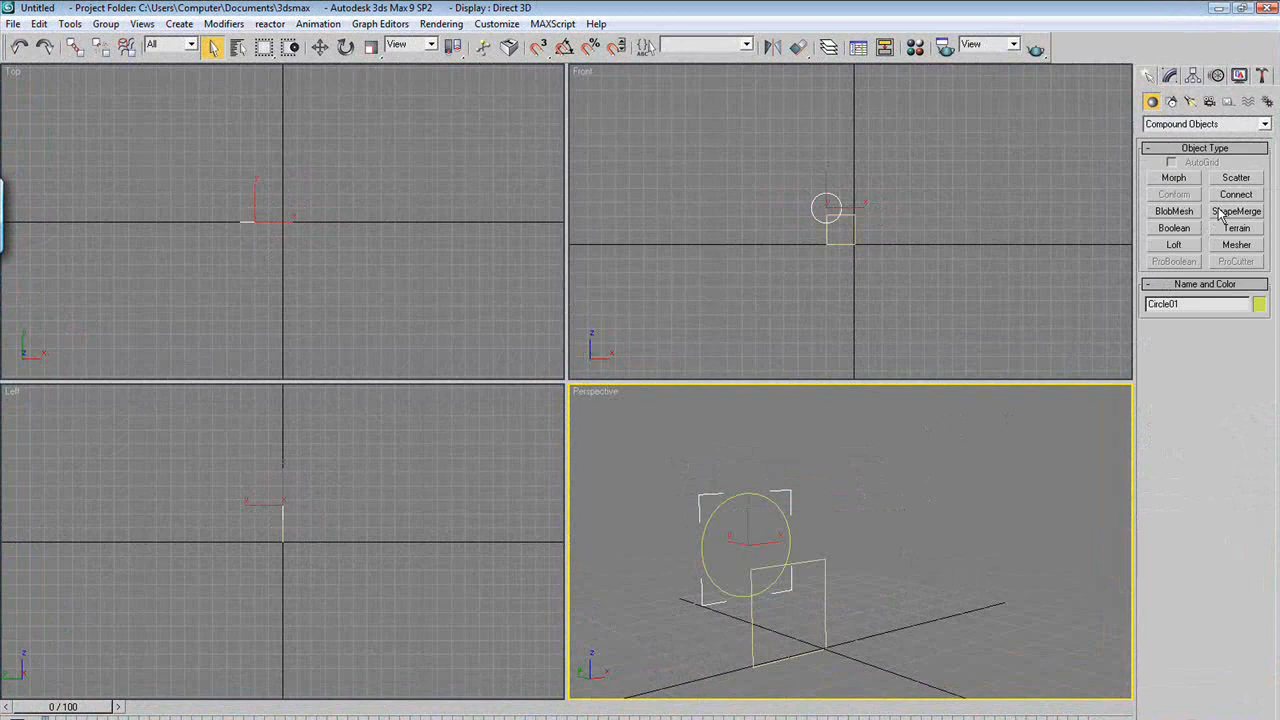 Untitled - Project Folder: C:\Users\Computer\Documents\3dsmax - Autodesk 3ds Max 9 SP2 - Display : Direct 3D
File Edit Tools Group Views Create Modifiers reactor Animation Graph Editors Rendering Customize MAXScript Help
All View View
Top
Front
Left
Perspective
Compound Objects
- Object Type
AutoGrid
Morph Scatter
Conform Connect
BlobMesh ShapeMerge
Boolean Terrain
Loft Mesher
ProBoolean ProCutter
- Name and Color
Circle01
y
x
y
x
z
x
z
x
y
x
z
y
y
x
z
x
< 0 / 100 >